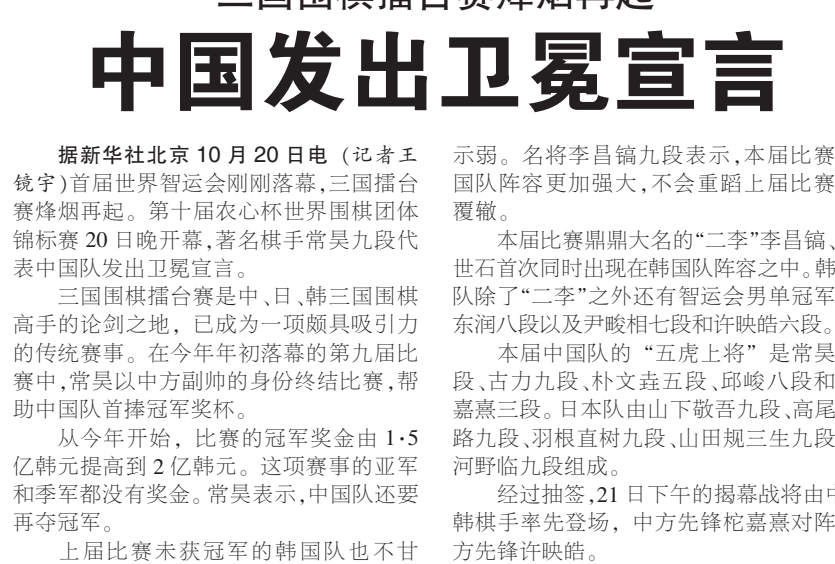 三国围棋擂台赛烽烟再起
中国发出卫冕宣言
据新华社北京 10 月 20 日电 (记者王
镜宇)首届世界智运会刚刚落幕,三国擂台
赛烽烟再起。第十届农心杯世界围棋团体
锦标赛 20 日晚开幕,著名棋手常昊九段代
表中国队发出卫冕宣言。
三国围棋擂台赛是中、日、韩三国围棋
高手的论剑之地，已成为一项颇具吸引力
的传统赛事。在今年年初落幕的第九届比
赛中,常昊以中方副帅的身份终结比赛,帮
助中国队首捧冠军奖杯。
从今年开始，比赛的冠军奖金由 1·5
亿韩元提高到 2 亿韩元。这项赛事的亚军
和季军都没有奖金。常昊表示,中国队还要
再夺冠军。
上届比赛未获冠军的韩国队也不甘
示弱。名将李昌镐九段表示,本届比赛
国队阵容更加强大,不会重蹈上届比赛
覆辙。
本届比赛鼎鼎大名的“二李”李昌镐、
世石首次同时出现在韩国队阵容之中。韩
队除了“二李”之外还有智运会男单冠军
东润八段以及尹畯相七段和许映皓六段。
本届中国队的“五虎上将”是常昊
段、古力九段、朴文垚五段、邱峻八段和
嘉熹三段。日本队由山下敬吾九段、高尾
路九段、羽根直树九段、山田规三生九段
河野临九段组成。
经过抽签,21 日下午的揭幕战将由中
韩棋手率先登场，中方先锋柁嘉熹对阵
方先锋许映皓。